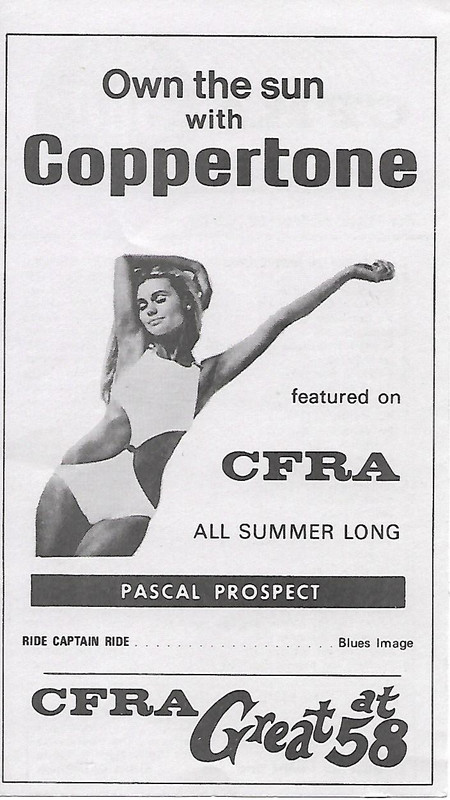 Own the sun
with
Coppertone
featured on
CFRA
ALL SUMMER LONG
PASCAL PROSPECT
RIDE CAPTAIN RIDE . . . . . . . . . . . . . . . . . . . . Blues Image
CFRA Great at 58